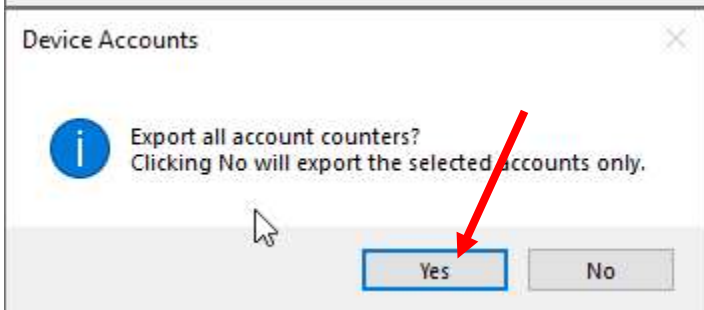 Device Accounts
Export all account counters?
Clicking No will export the selected accounts only.
Yes
No